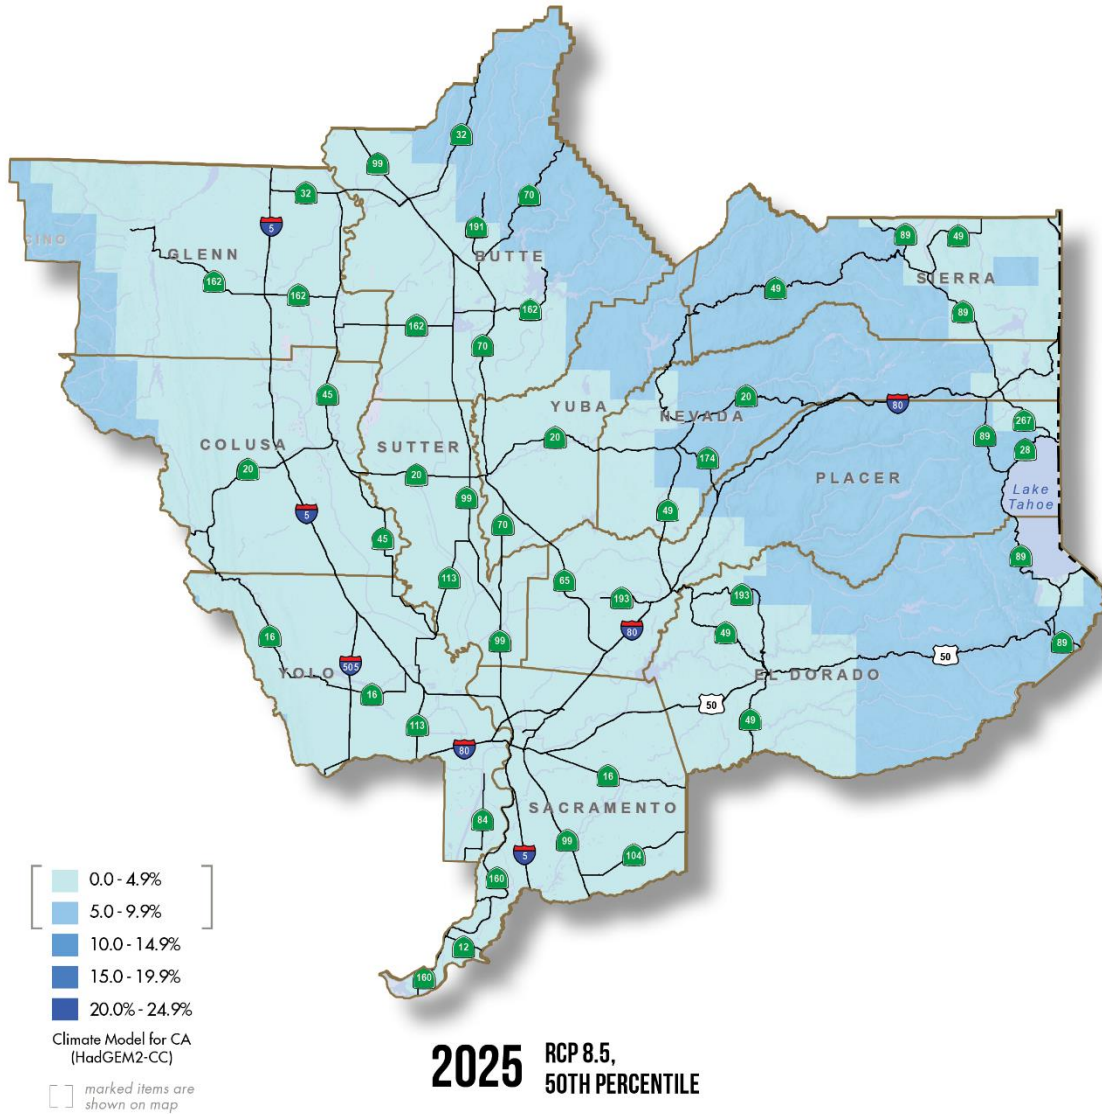 32
99
32
70
191
5
CINO
GLENN
BUTTE
89
49
SIERRA
162
162
162
162
49
89
70
45
YUBA
20
80
NEVADA
267
COLUSA
SUTTER
20
89
28
20
20
174
PLACER
Lake
Tahoe
99
5
70
49
45
89
113
65
193
193
16
99
80
49
89
505
YOLO
50
EL DORADO
16
50
113
49
80
16
SACRAMENTO
84
99
5
104
160
12
160
0.0 - 4.9%
5.0 - 9.9%
10.0 - 14.9%
15.0 - 19.9%
20.0% - 24.9%
Climate Model for CA
(HadGEM2-CC)
marked items are
shown on map
2025
RCP 8.5,
50TH PERCENTILE